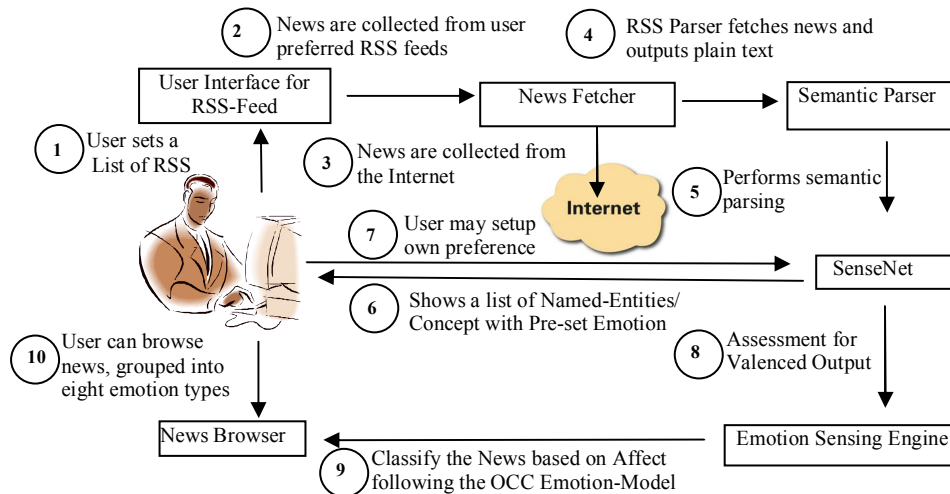 2
News are collected from user
preferred RSS feeds
4
RSS Parser fetches news and
outputs plain text
User Interface for
RSS-Feed
News Fetcher
Semantic Parser
1
User sets a
List of RSS
3
News are collected from
the Internet
Internet
5
Performs semantic
parsing
7
User may setup
own preference
SenseNet
6
Shows a list of Named-Entities/
Concept with Pre-set Emotion
10
User can browse
news, grouped into
eight emotion types
8
Assessment for
Valenced Output
News Browser
Emotion Sensing Engine
9
Classify the News based on Affect
following the OCC Emotion-Model